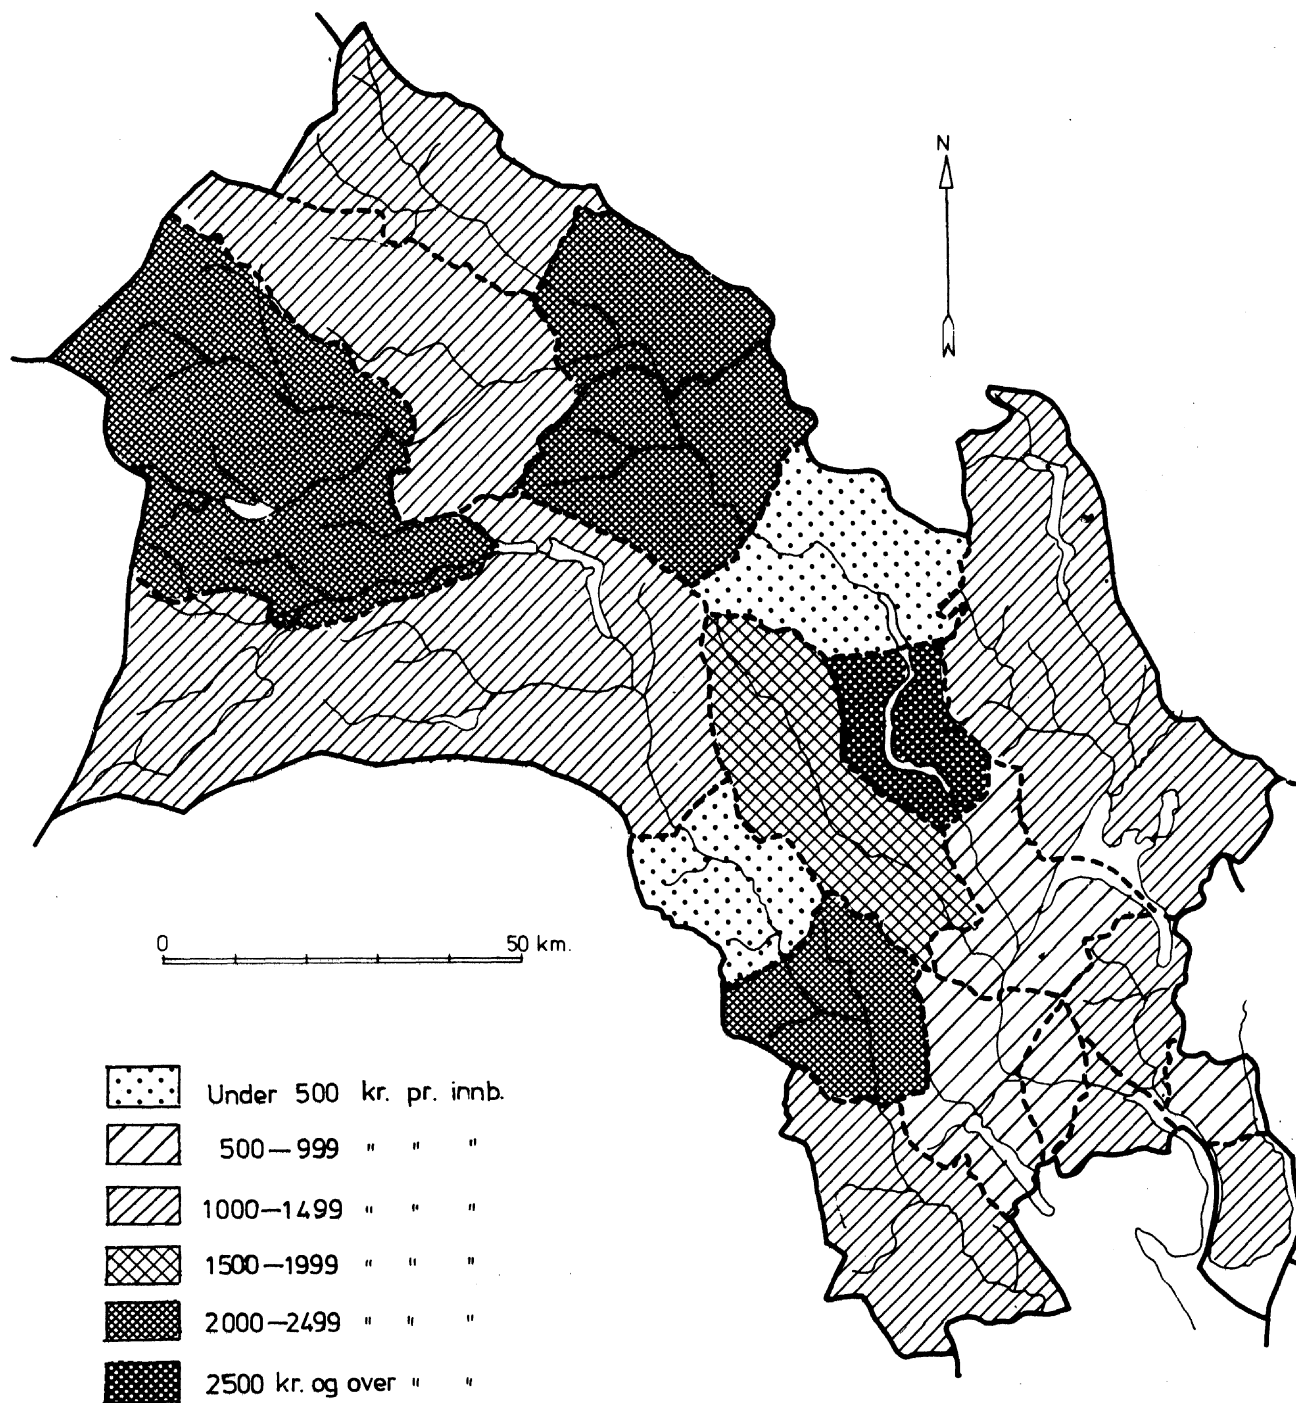 N
0 50 km.
Under 500 kr. pr. innb.
500–999 " " "
1000–1499 " " "
1500–1999 " " "
2000–2499 " " "
2500 kr. og over " "